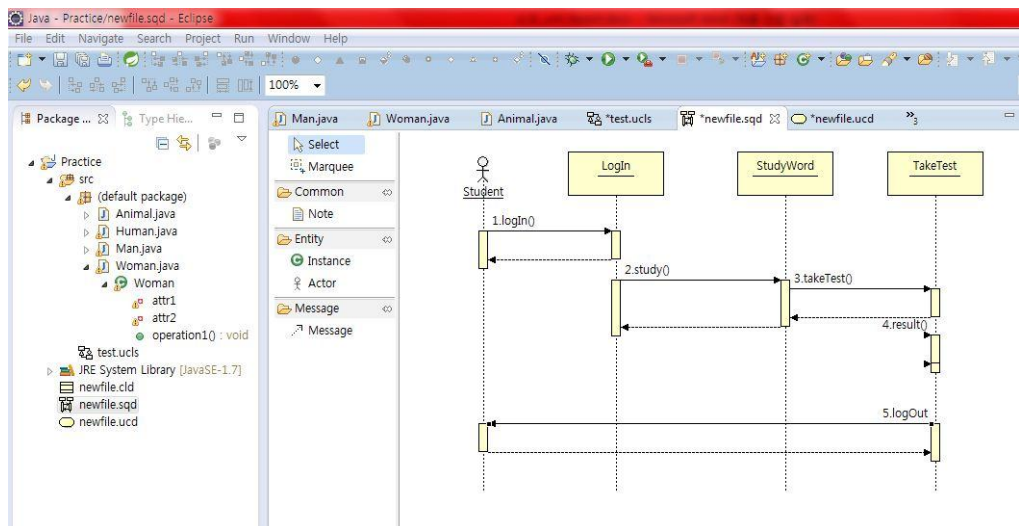 Java - Practice/newfile.sqd - Eclipse
File Edit Navigate Search Project Run Window Help
100%
Package ... Type Hie...
Man.java Woman.java Animal.java *test.ucls *newfile.sqd *newfile.ucd »3
Practice
src
(default package)
Animal.java
Human.java
Man.java
Woman.java
Woman
attr1
attr2
operation1() : void
test.ucls
JRE System Library [JavaSE-1.7]
newfile.cld
newfile.sqd
newfile.ucd
Select
Marquee
Common
Note
Entity
Instance
Actor
Message
Message
Student
LogIn
StudyWord
TakeTest
1.logIn()
2.study()
3.takeTest()
4.result()
5.logOut